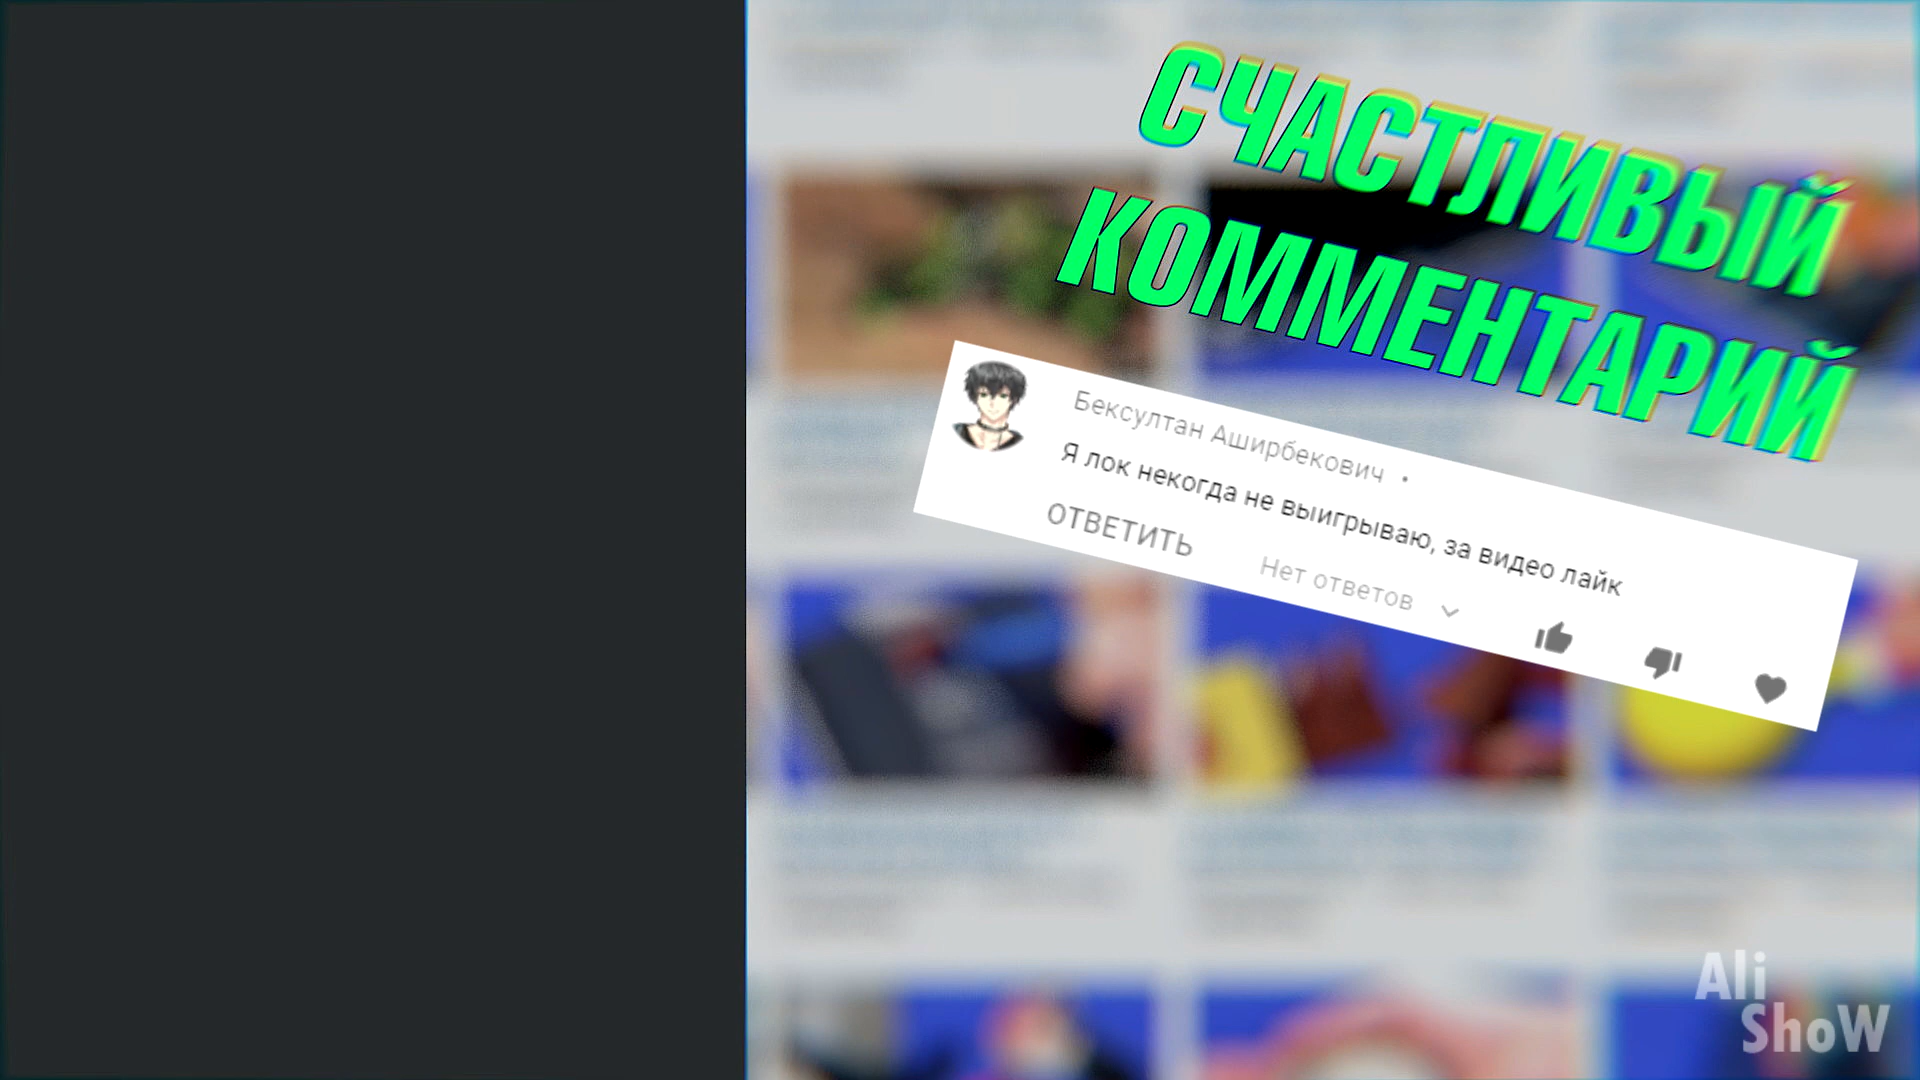 СЧАСТЛИВЫЙ
КОММЕНТАРИЙ
Бексултан Аширбекович •
Я лок некогда не выигрываю, за видео лайк
ОТВЕТИТЬ Нет ответов
Ali
ShoW